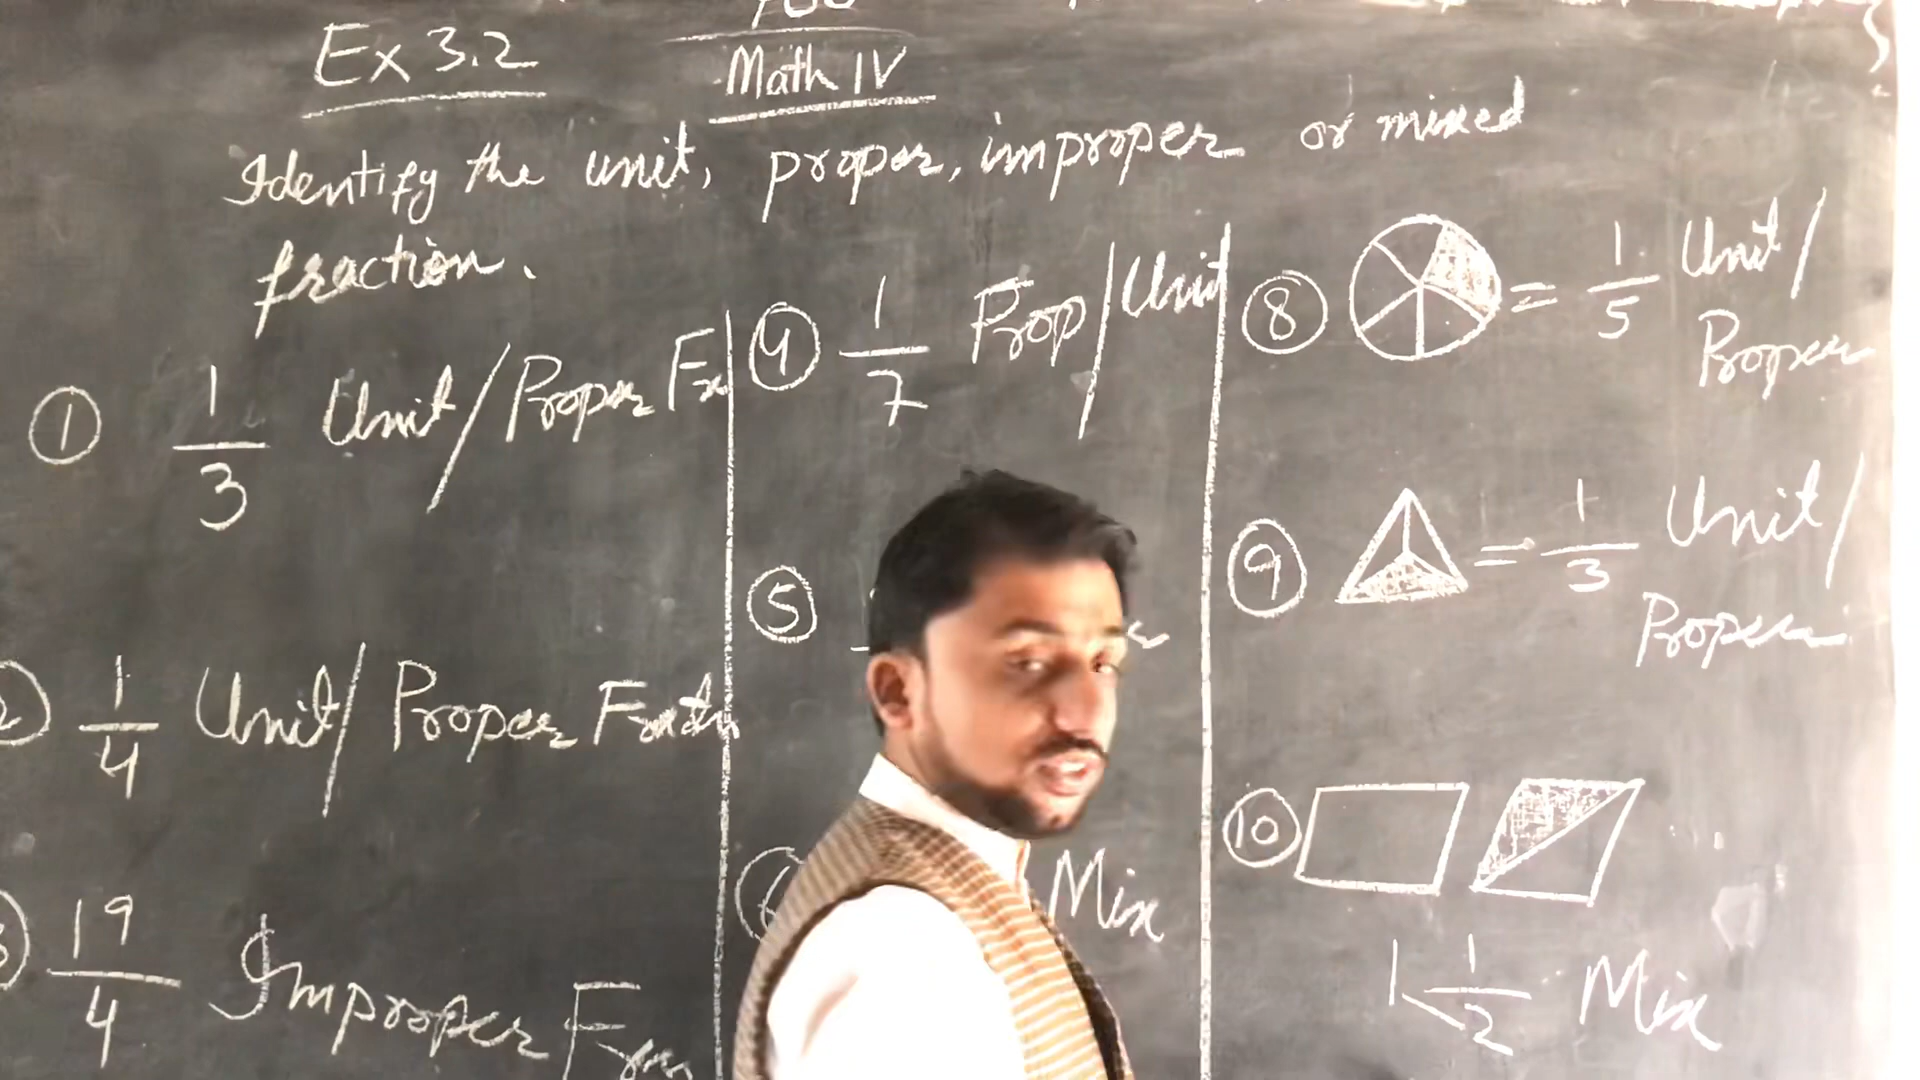 Ex 3.2
Math IV
Identify the unit, proper, improper or mixed
fraction.
① 1/3 Unit/Proper Fr
1/4 Unit/Proper
19/4 Improper
④ 1/7 Prop/Unit
⑤
Mix
⑧ = 1/5 Unit/
Proper
⑨ = 1/3 Unit/
Proper
⑩
1 1/2 Mix